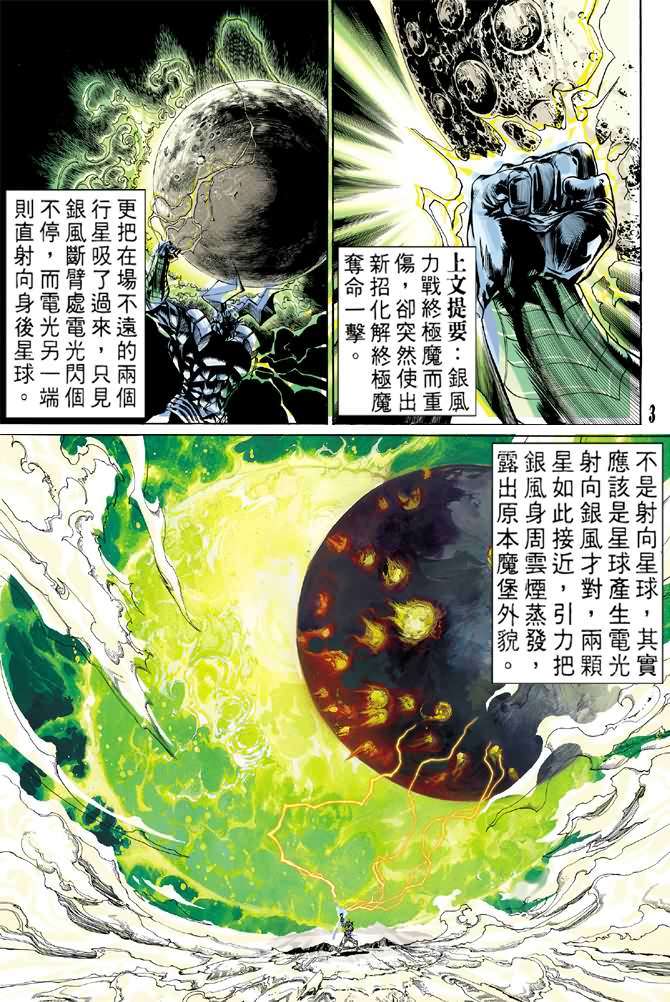 上文提要：銀風
力戰終極魔而重
傷，卻突然使出
新招化解終極魔
奪命一擊。
更把在場不遠的兩個
行星吸了過來，只見
銀風斷臂處電光閃個
不停，而電光另一端
則直射向身後星球。
3
不是射向星球，其實
應該是星球產生電光
射向銀風才對，兩顆
星如此接近，引力把
銀風身周雲煙蒸發，
露出原本魔堡外貌。